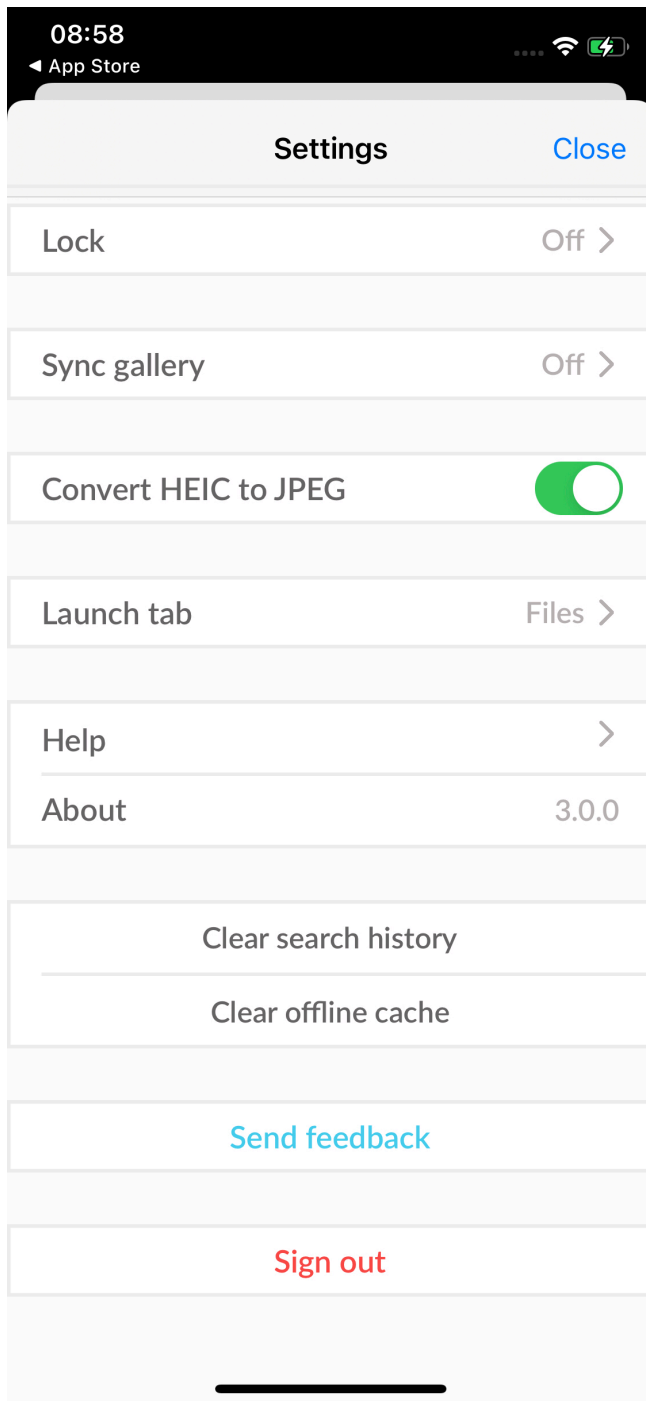 08:58
◀ App Store
Settings Close
Lock Off
Sync gallery Off
Convert HEIC to JPEG
Launch tab Files
Help
About 3.0.0
Clear search history
Clear offline cache
Send feedback
Sign out